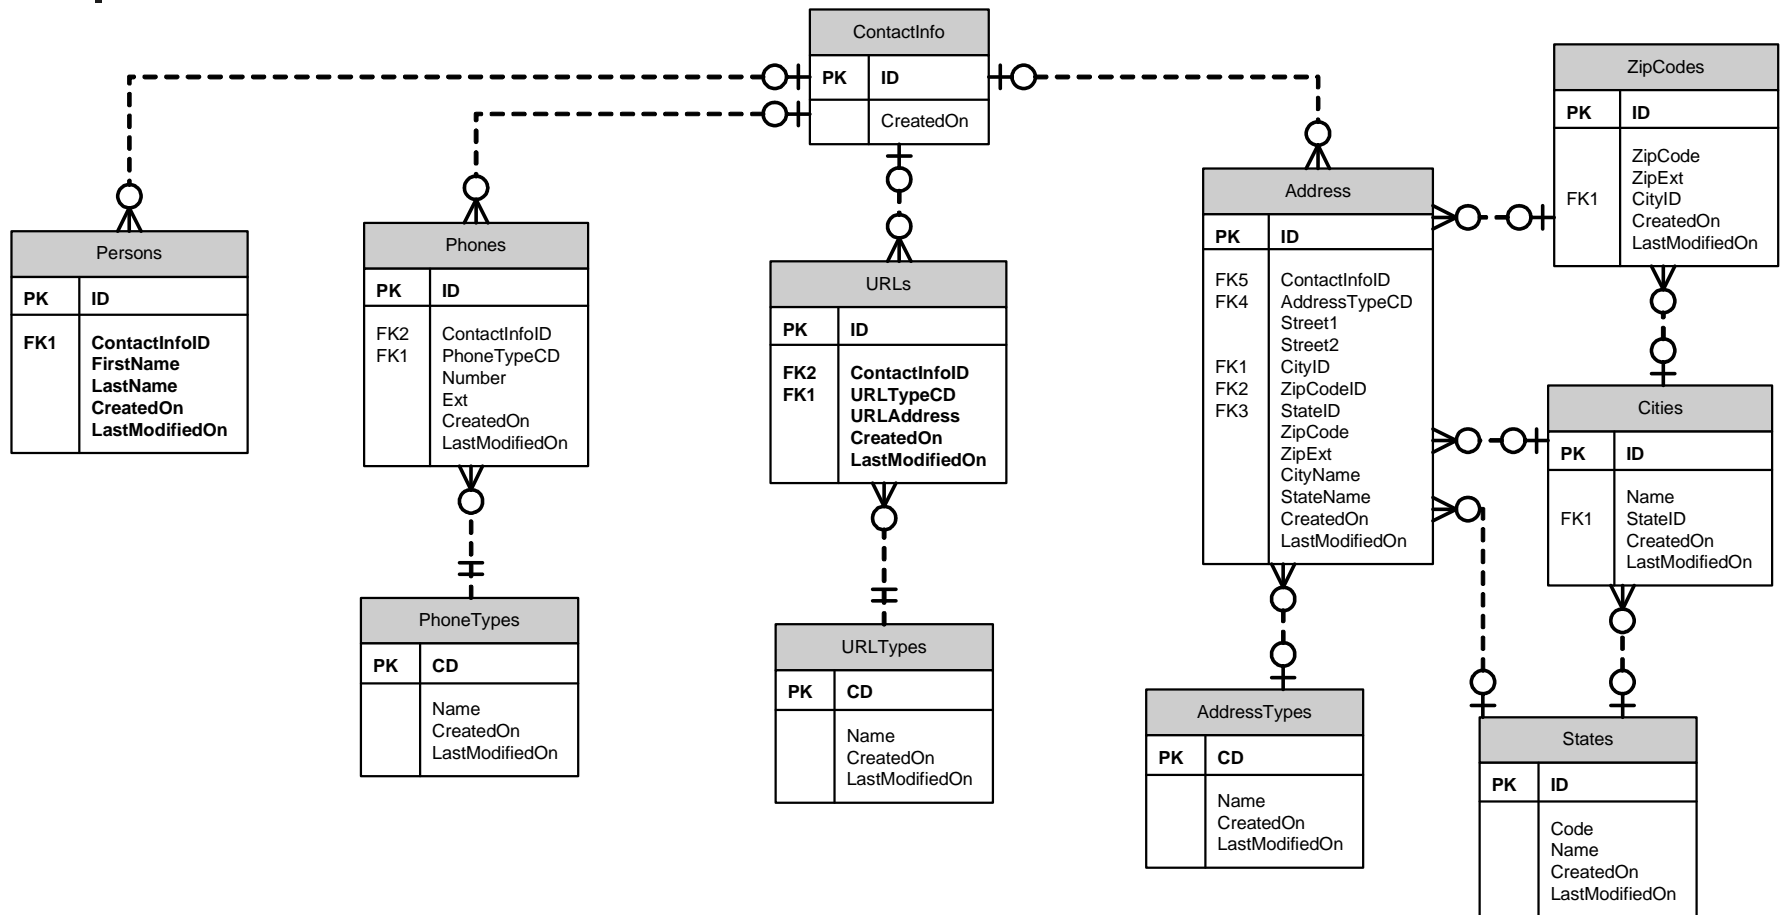 ContactInfo
PK ID
CreatedOn
ZipCodes
PK ID
ZipCode
ZipExt
FK1 CityID
CreatedOn
LastModifiedOn
Address
PK ID
FK5 ContactInfoID
FK4 AddressTypeCD
Street1
Street2
FK1 CityID
FK2 ZipCodeID
FK3 StateID
ZipCode
ZipExt
CityName
StateName
CreatedOn
LastModifiedOn
Persons
PK ID
FK1 ContactInfoID
FirstName
LastName
CreatedOn
LastModifiedOn
Phones
PK ID
FK2 ContactInfoID
FK1 PhoneTypeCD
Number
Ext
CreatedOn
LastModifiedOn
URLs
PK ID
FK2 ContactInfoID
FK1 URLTypeCD
URLAddress
CreatedOn
LastModifiedOn
Cities
PK ID
Name
FK1 StateID
CreatedOn
LastModifiedOn
PhoneTypes
PK CD
Name
CreatedOn
LastModifiedOn
URLTypes
PK CD
Name
CreatedOn
LastModifiedOn
AddressTypes
PK CD
Name
CreatedOn
LastModifiedOn
States
PK ID
Code
Name
CreatedOn
LastModifiedOn